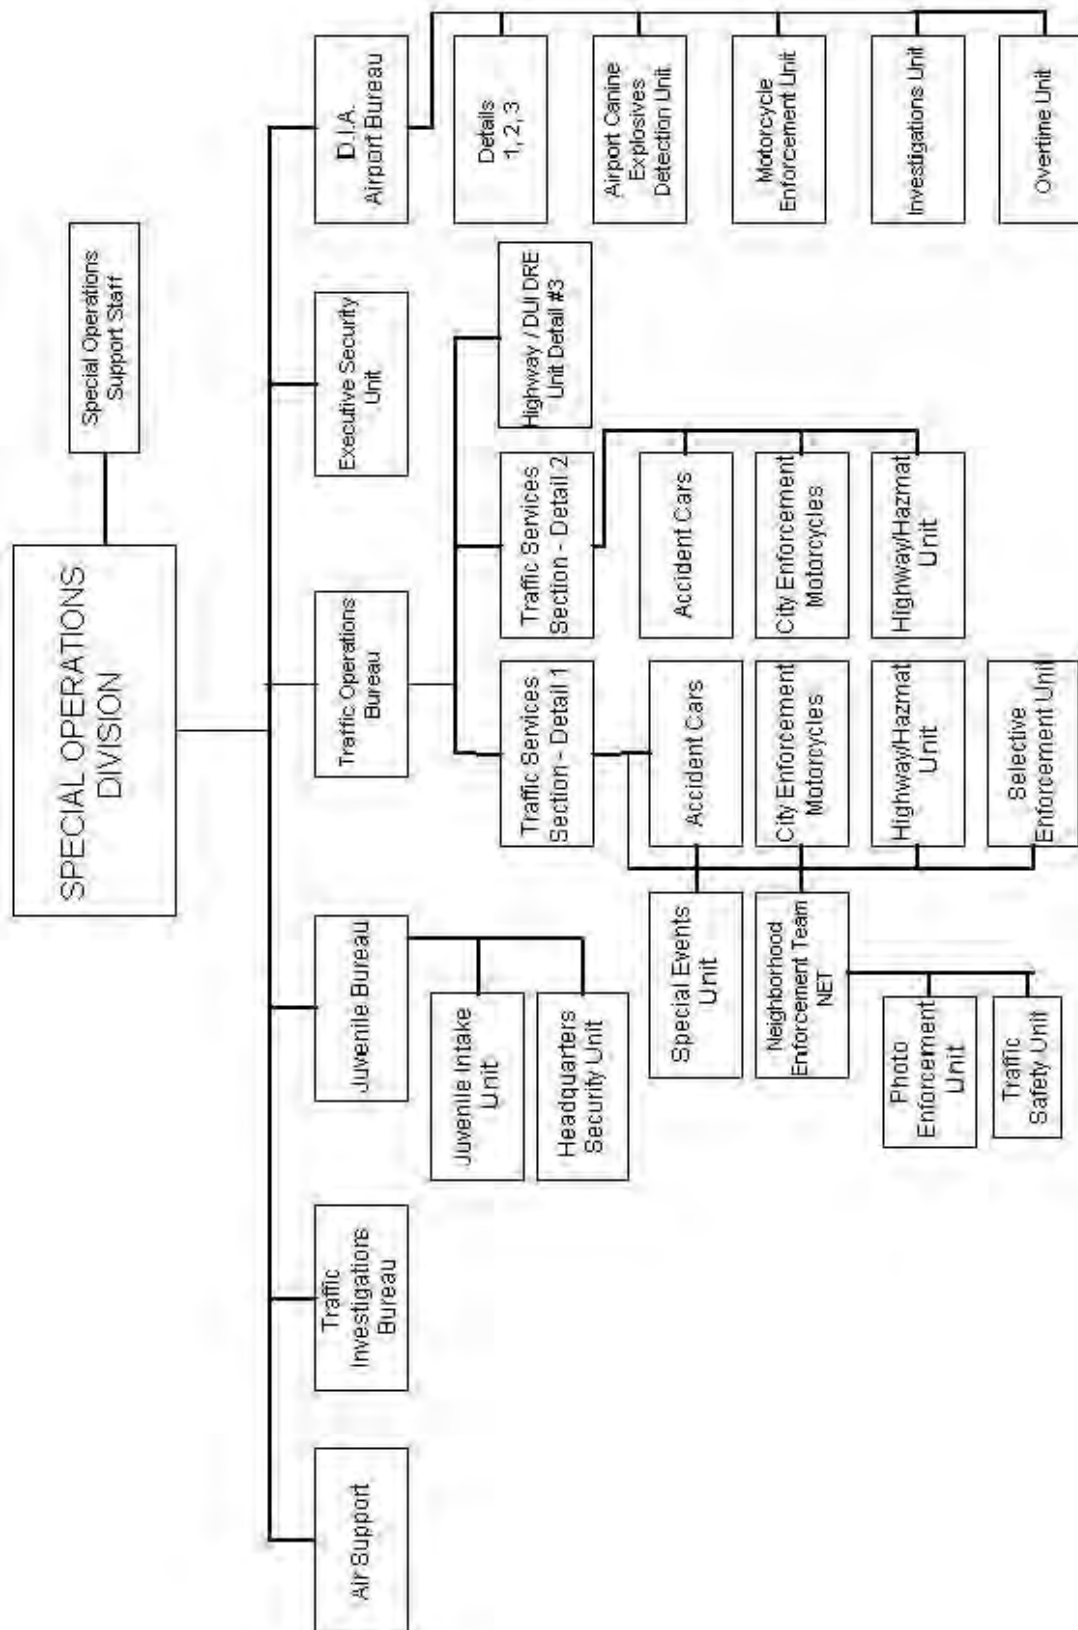 SPECIAL OPERATIONS
DIVISION
Special Operations
Support Staff
Air Support
Traffic
Investigations
Bureau
Juvenile Bureau
Traffic Operations
Bureau
Executive Security
Unit
D.I.A.
Airport Bureau
Juvenile Intake
Unit
Headquarters
Security Unit
Traffic Services
Section - Detail 1
Traffic Services
Section - Detail 2
Highway / DUI DRE
Unit Detail #3
Details
1, 2, 3
Airport Canine
Explosives
Detection Unit
Motorcycle
Enforcement Unit
Investigations Unit
Overtime Unit
Special Events
Unit
Accident Cars
Accident Cars
Neighborhood
Enforcement Team
NET
City Enforcement
Motorcycles
City Enforcement
Motorcycles
Photo
Enforcement
Unit
Highway/Hazmat
Unit
Highway/Hazmat
Unit
Traffic
Safety Unit
Selective
Enforcement Unit